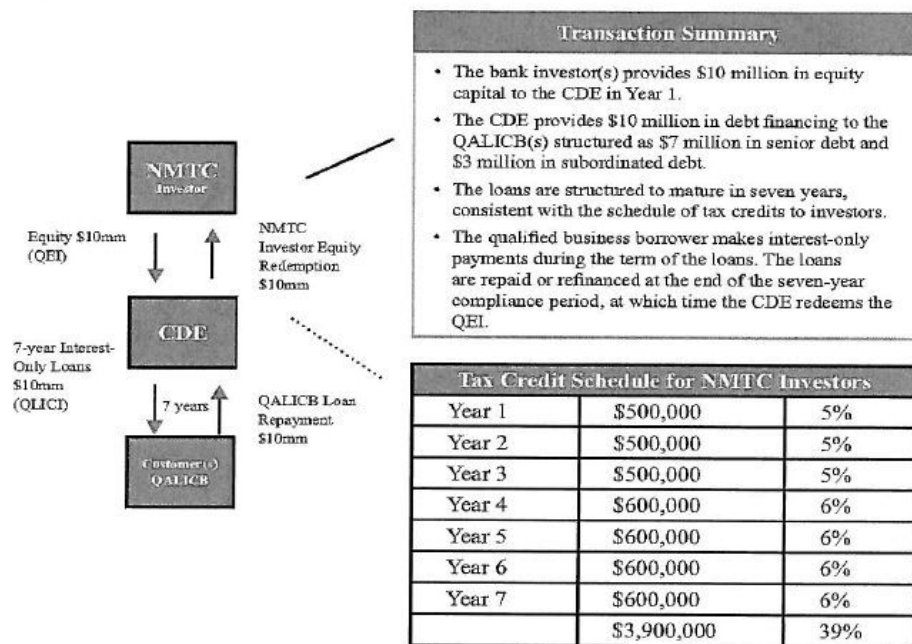 NMTC
Investor
Equity $10mm
(QEI)
NMTC
Investor Equity
Redemption
$10mm
CDE
7-year Interest-
Only Loans
$10mm
(QLICI)
7 years
QALICB Loan
Repayment
$10mm
Customer(s)
QALICB
Transaction Summary
• The bank investor(s) provides $10 million in equity
capital to the CDE in Year 1.
• The CDE provides $10 million in debt financing to the
QALICB(s) structured as $7 million in senior debt and
$3 million in subordinated debt.
• The loans are structured to mature in seven years,
consistent with the schedule of tax credits to investors.
• The qualified business borrower makes interest-only
payments during the term of the loans. The loans
are repaid or refinanced at the end of the seven-year
compliance period, at which time the CDE redeems the
QEI.
Tax Credit Schedule for NMTC Investors
Year 1 $500,000 5%
Year 2 $500,000 5%
Year 3 $500,000 5%
Year 4 $600,000 6%
Year 5 $600,000 6%
Year 6 $600,000 6%
Year 7 $600,000 6%
$3,900,000 39%